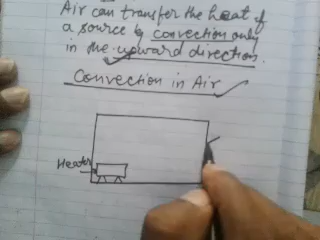 Air can transfer the heat of
a source by convection only
in the upward direction.
Convection in Air
Heater